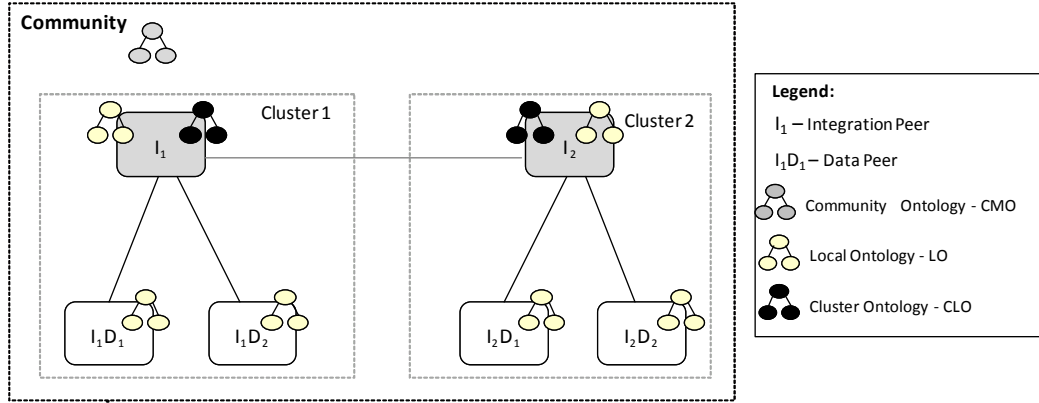 Community
Cluster 1
Cluster 2
I₁
I₂
I₁D₁
I₁D₂
I₂D₁
I₂D₂
Legend:
I₁ – Integration Peer
I₁D₁ – Data Peer
Community Ontology - CMO
Local Ontology - LO
Cluster Ontology - CLO